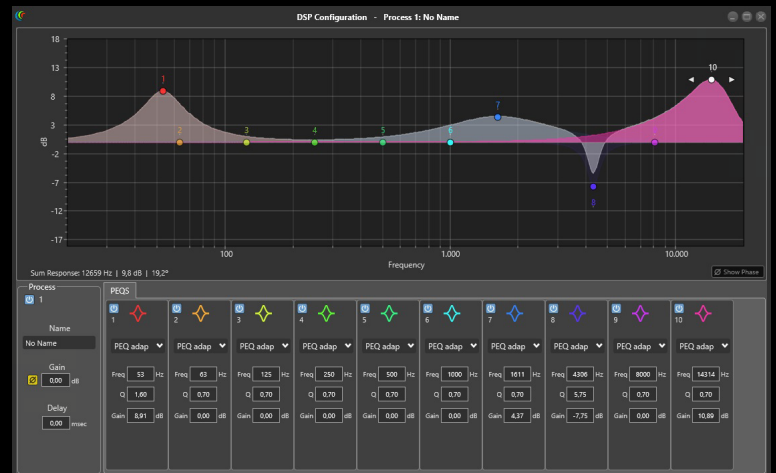 DSP Configuration - Process 1: No Name
18
13
8
3
-2
-7
-12
-17
dB
1
2
3
4
5
6
7
8
9
10
100
1.000
10.000
Frequency
Sum Response: 12659 Hz | 9,8 dB | 19,2°
Ø Show Phase
Process
1
Name
No Name
Gain
Ø 0,00 dB
Delay
0,00 msec
PEQS
1 2 3 4 5 6 7 8 9 10
PEQ adap PEQ adap PEQ adap PEQ adap PEQ adap PEQ adap PEQ adap PEQ adap PEQ adap PEQ adap
Freq 53 Hz Freq 63 Hz Freq 125 Hz Freq 250 Hz Freq 500 Hz Freq 1000 Hz Freq 1611 Hz Freq 4306 Hz Freq 8000 Hz Freq 14314 Hz
Q 1,60 Q 0,70 Q 0,70 Q 0,70 Q 0,70 Q 0,70 Q 0,70 Q 5,75 Q 0,70 Q 0,70
Gain 8,91 dB Gain 0,00 dB Gain 0,00 dB Gain 0,00 dB Gain 0,00 dB Gain 0,00 dB Gain 4,37 dB Gain -7,75 dB Gain 0,00 dB Gain 10,89 dB